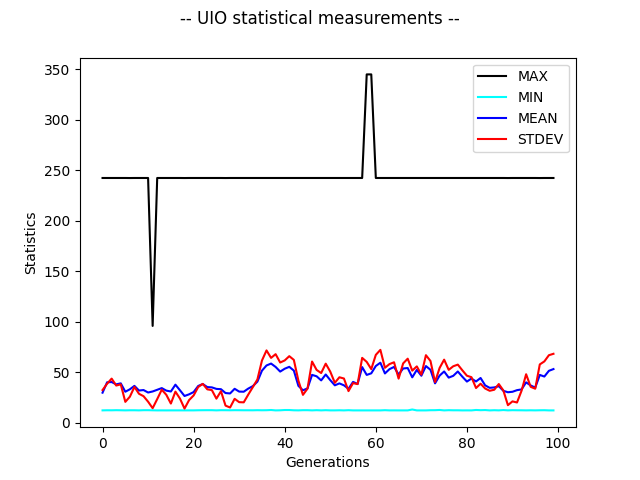 -- UIO statistical measurements --
350
300
250
200
150
100
50
0
Statistics
MAX
MIN
MEAN
STDEV
0 20 40 60 80 100
Generations